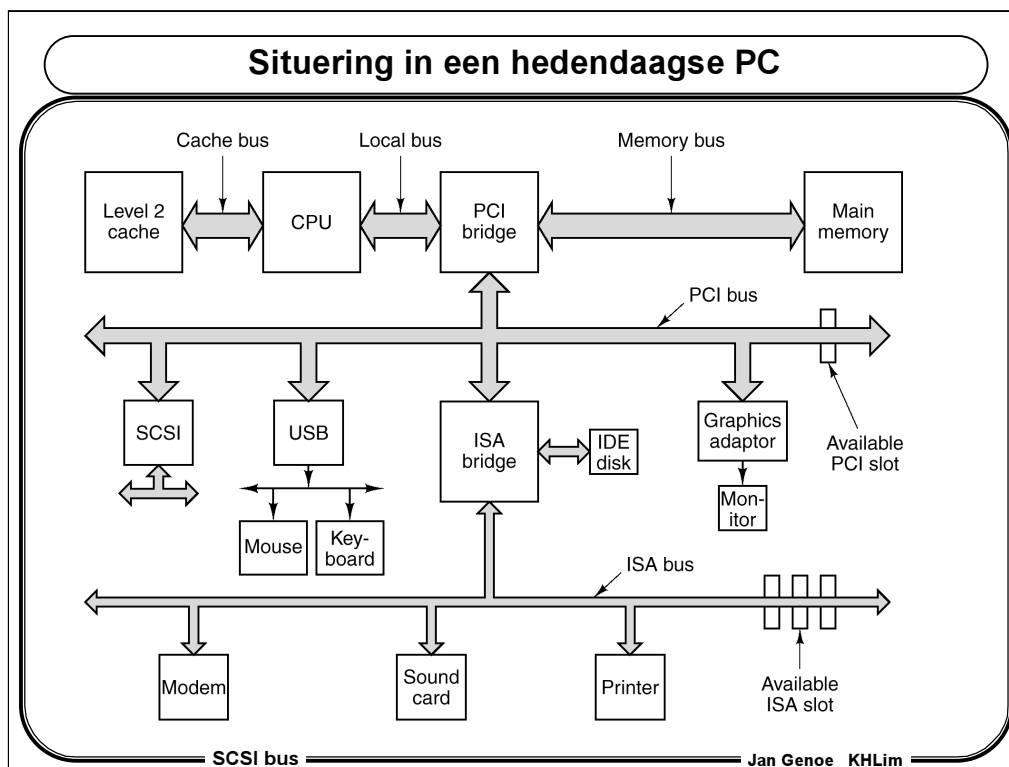 Situering in een hedendaagse PC
Cache bus
Local bus
Memory bus
Level 2
cache
CPU
PCI
bridge
Main
memory
PCI bus
SCSI
USB
ISA
bridge
IDE
disk
Graphics
adaptor
Available
PCI slot
Mon-
itor
Mouse
Key-
board
ISA bus
Modem
Sound
card
Printer
Available
ISA slot
SCSI bus
Jan Genoe KHLim